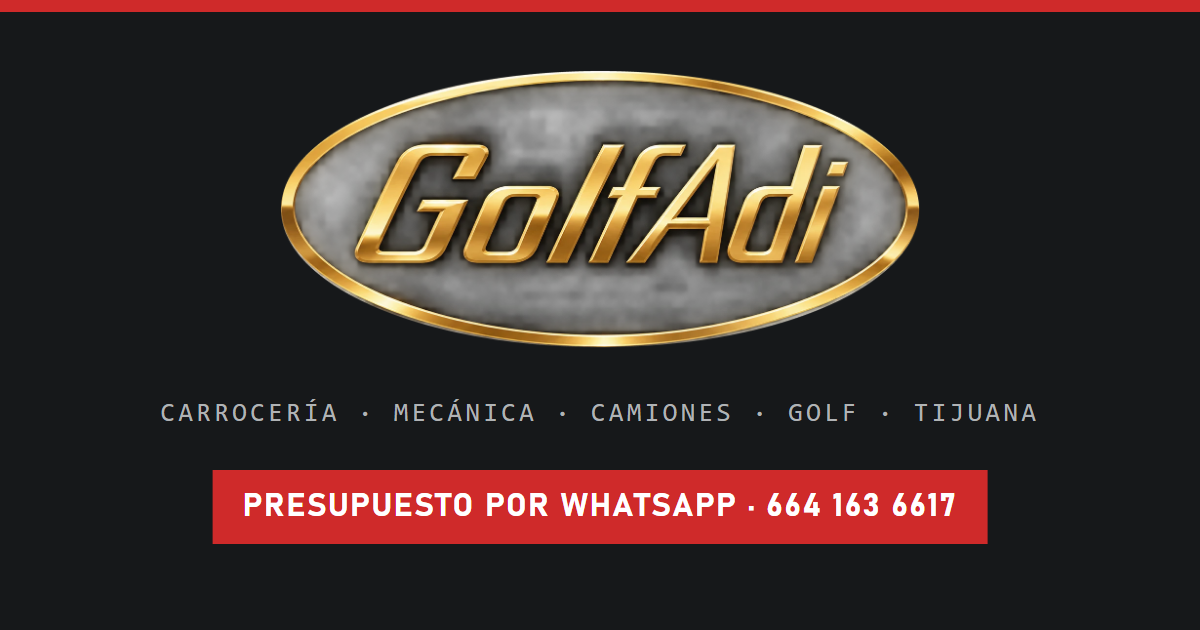 GolfAdi
CARROCERÍA · MECÁNICA · CAMIONES · GOLF · TIJUANA
PRESUPUESTO POR WHATSAPP · 664 163 6617